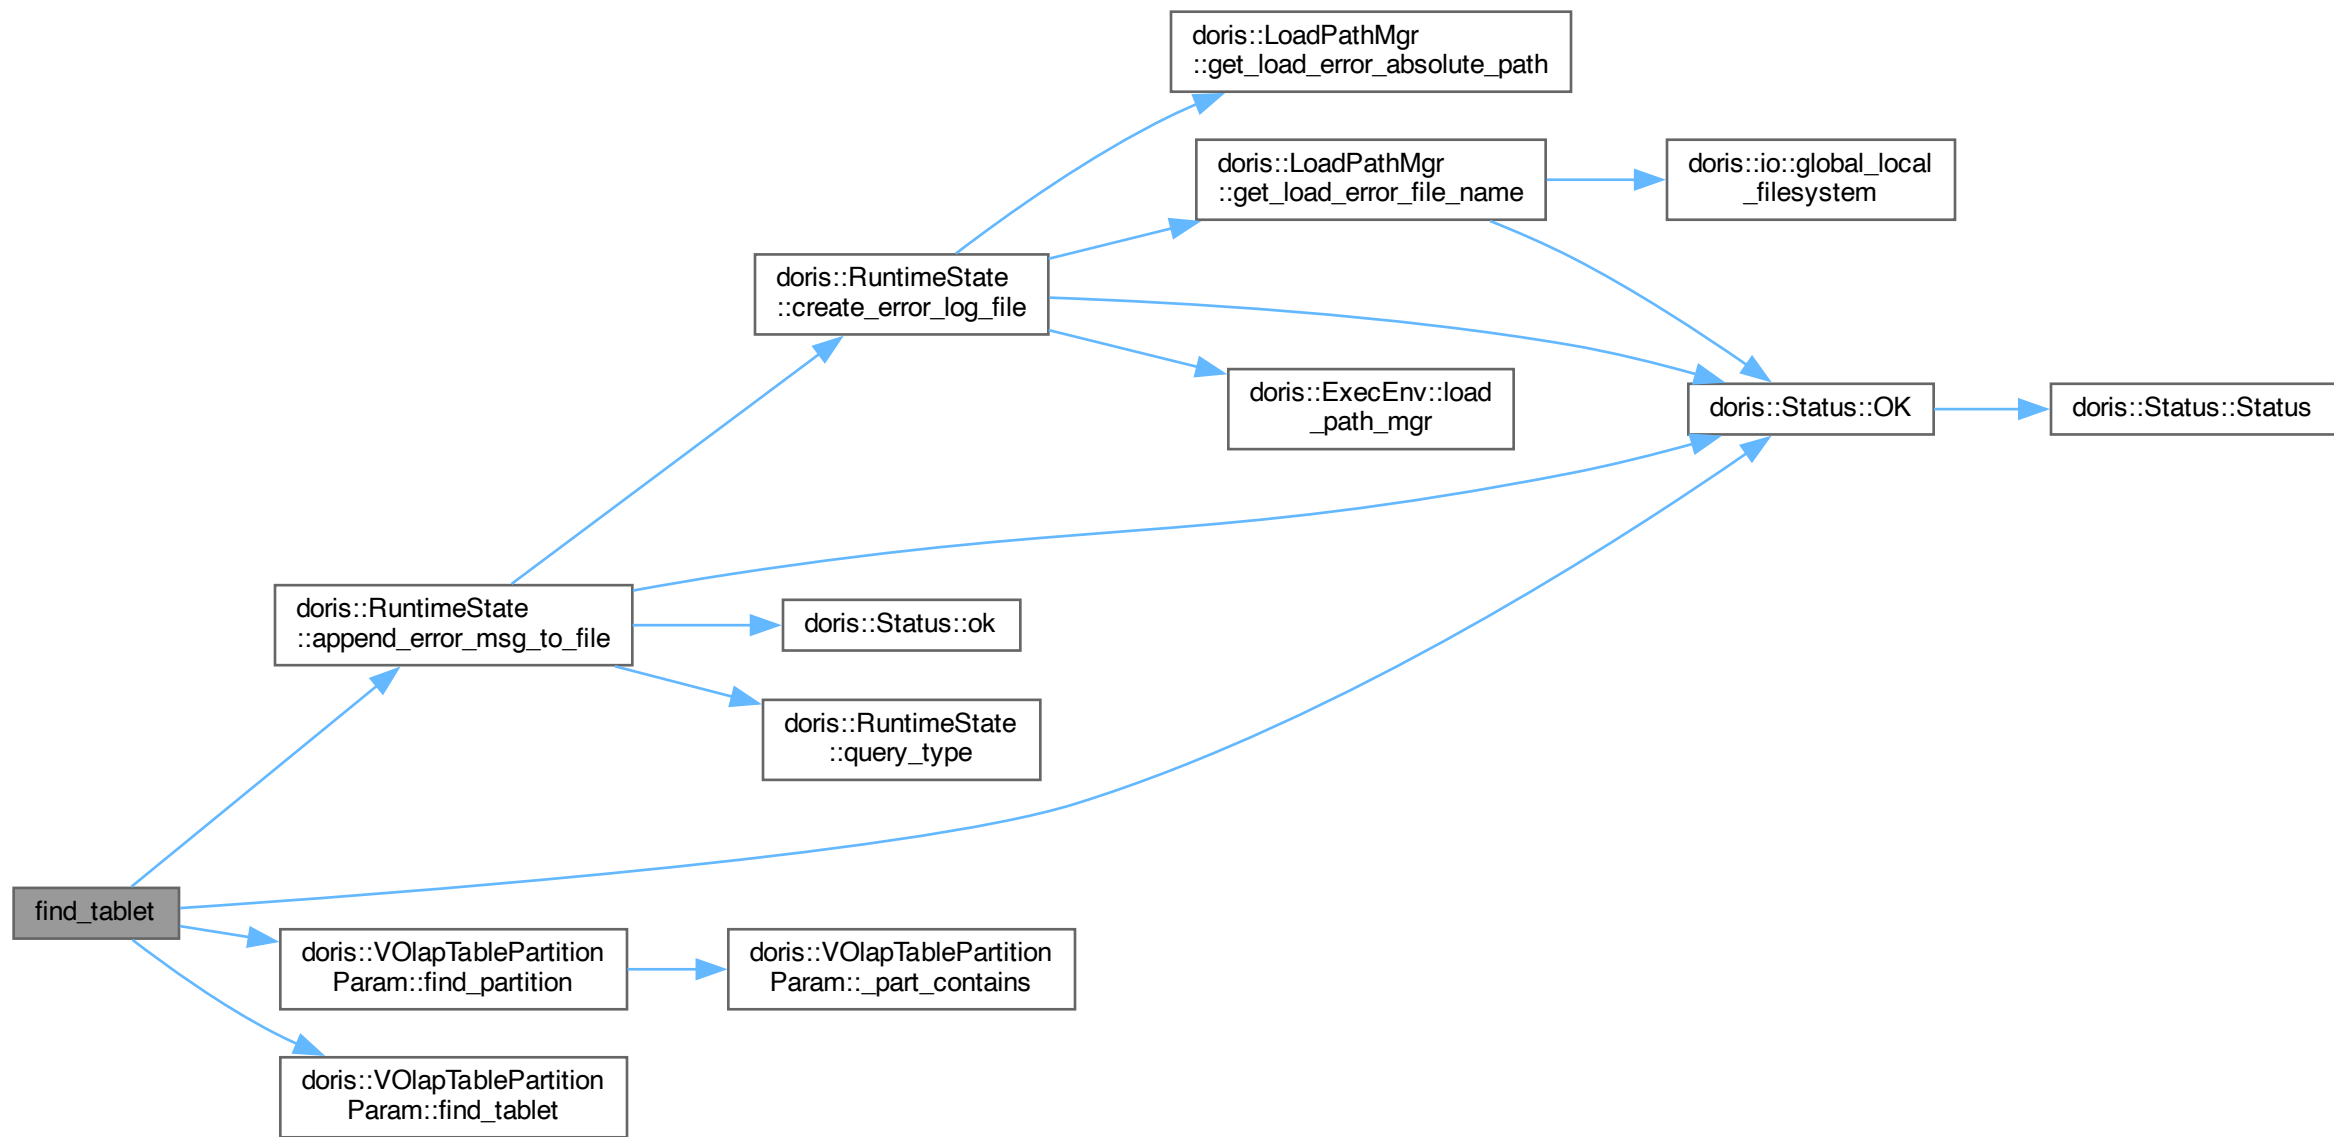 doris::LoadPathMgr
::get_load_error_absolute_path
doris::LoadPathMgr
::get_load_error_file_name
doris::io::global_local
_filesystem
doris::RuntimeState
::create_error_log_file
doris::ExecEnv::load
_path_mgr
doris::Status::OK
doris::Status::Status
doris::RuntimeState
::append_error_msg_to_file
doris::Status::ok
doris::RuntimeState
::query_type
find_tablet
doris::VOlapTablePartition
Param::find_partition
doris::VOlapTablePartition
Param::_part_contains
doris::VOlapTablePartition
Param::find_tablet